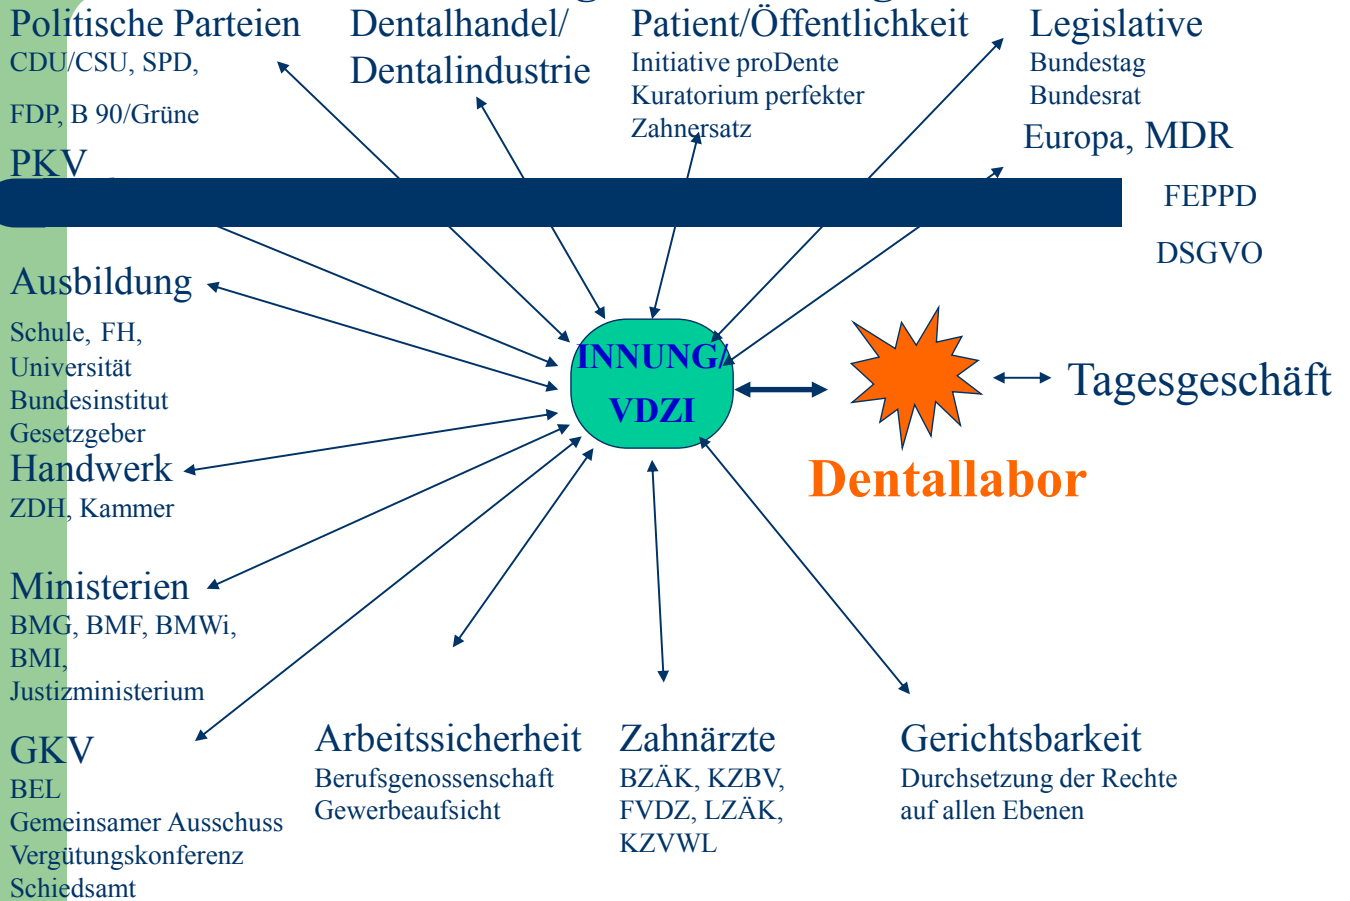 Politische Parteien
CDU/CSU, SPD,
FDP, B 90/Grüne
Dentalhandel/
Dentalindustrie
Patient/Öffentlichkeit
Initiative proDente
Kuratorium perfekter
Zahnersatz
Legislative
Bundestag
Bundesrat
Europa, MDR
FEPPD
DSGVO
PKV
Ausbildung
Schule, FH,
Universität
Bundesinstitut
Gesetzgeber
Handwerk
ZDH, Kammer
INNUNG/
VDZI
Tagesgeschäft
Dentallabor
Ministerien
BMG, BMF, BMWi,
BMI,
Justizministerium
GKV
BEL
Gemeinsamer Ausschuss
Vergütungskonferenz
Schiedsamt
Arbeitssicherheit
Berufsgenossenschaft
Gewerbeaufsicht
Zahnärzte
BZÄK, KZBV,
FVDZ, LZÄK,
KZVWL
Gerichtsbarkeit
Durchsetzung der Rechte
auf allen Ebenen